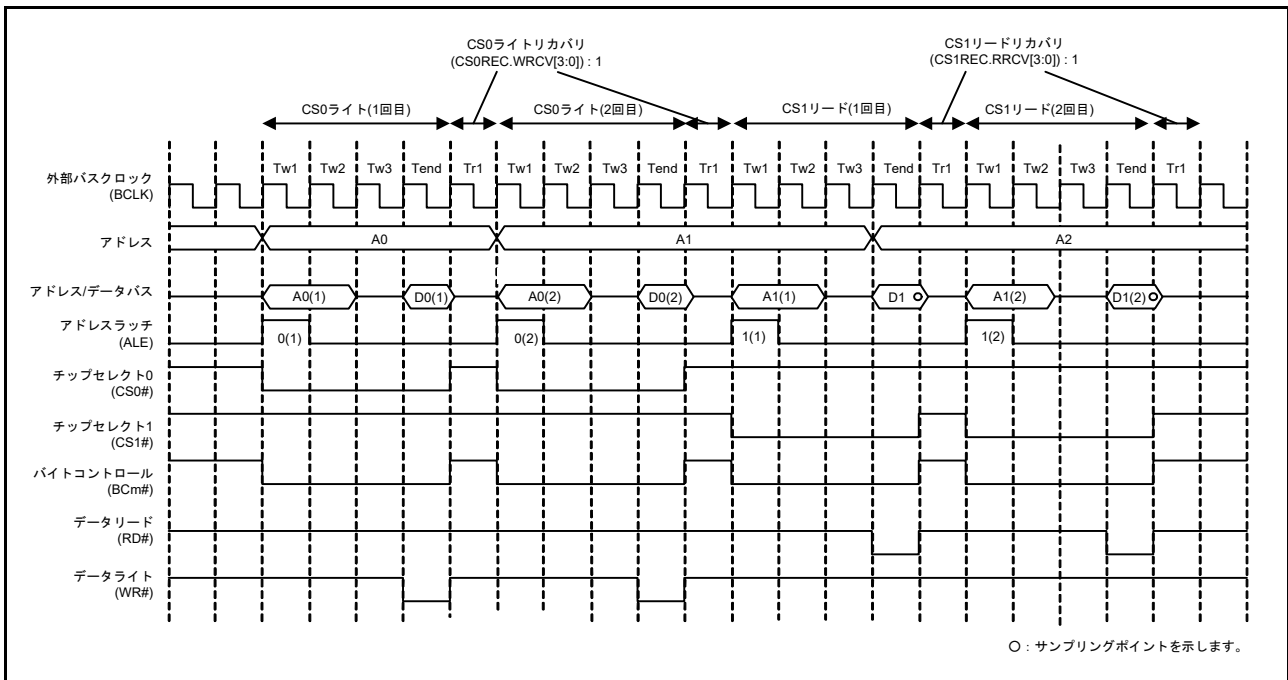 CS0ライトリカバリ
(CS0REC.WRCV[3:0]) : 1
CS1リードリカバリ
(CS1REC.RRCV[3:0]) : 1
CS0ライト(1回目)
CS0ライト(2回目)
CS1リード(1回目)
CS1リード(2回目)
Tw1 Tw2 Tw3 Tend Tr1 Tw1 Tw2 Tw3 Tend Tr1 Tw1 Tw2 Tw3 Tend Tr1 Tw1 Tw2 Tw3 Tend Tr1
外部バスクロック
(BCLK)
アドレス
A0 A1 A2
アドレス/データバス
A0(1) D0(1) A0(2) D0(2) A1(1) D1 A1(2) D1(2)
アドレスラッチ
(ALE)
0(1) 0(2) 1(1) 1(2)
チップセレクト0
(CS0#)
チップセレクト1
(CS1#)
バイトコントロール
(BCm#)
データリード
(RD#)
データライト
(WR#)
○ : サンプリングポイントを示します。